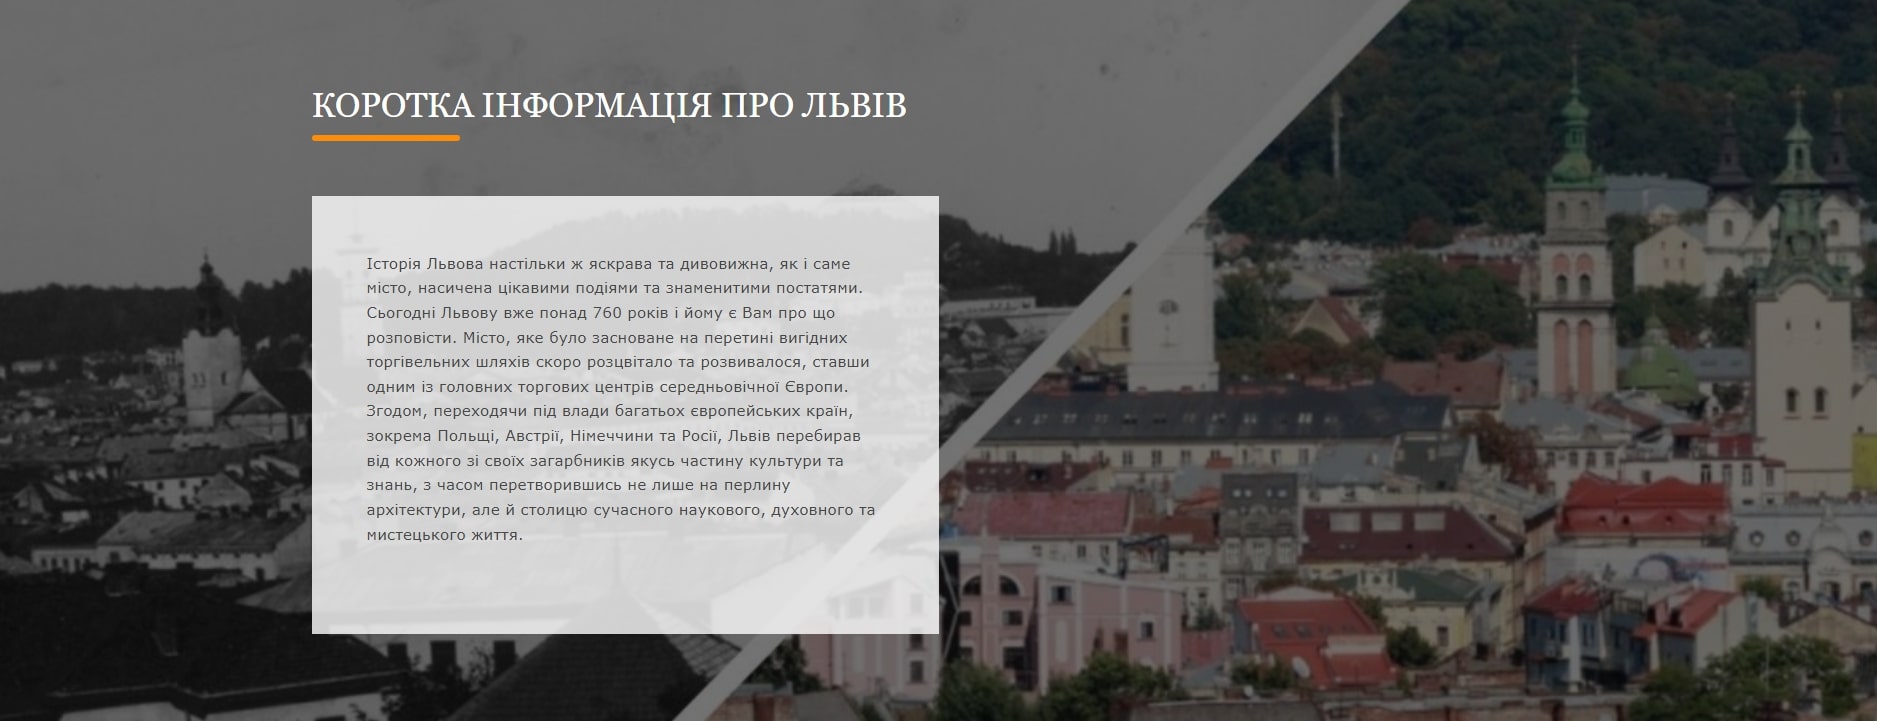 КОРОТКА ІНФОРМАЦІЯ ПРО ЛЬВІВ
Історія Львова настільки ж яскрава та дивовижна, як і саме
місто, насичена цікавими подіями та знаменитими постатями.
Сьогодні Львову вже понад 760 років і йому є Вам про що
розповісти. Місто, яке було засноване на перетині вигідних
торгівельних шляхів скоро розцвітало та розвивалося, ставши
одним із головних торгових центрів середньовічної Європи.
Згодом, переходячи під влади багатьох європейських країн,
зокрема Польщі, Австрії, Німеччини та Росії, Львів перебирав
від кожного зі своїх загарбників якусь частину культури та
знань, з часом перетворившись не лише на перлину
архітектури, але й столицю сучасного наукового, духовного та
мистецького життя.